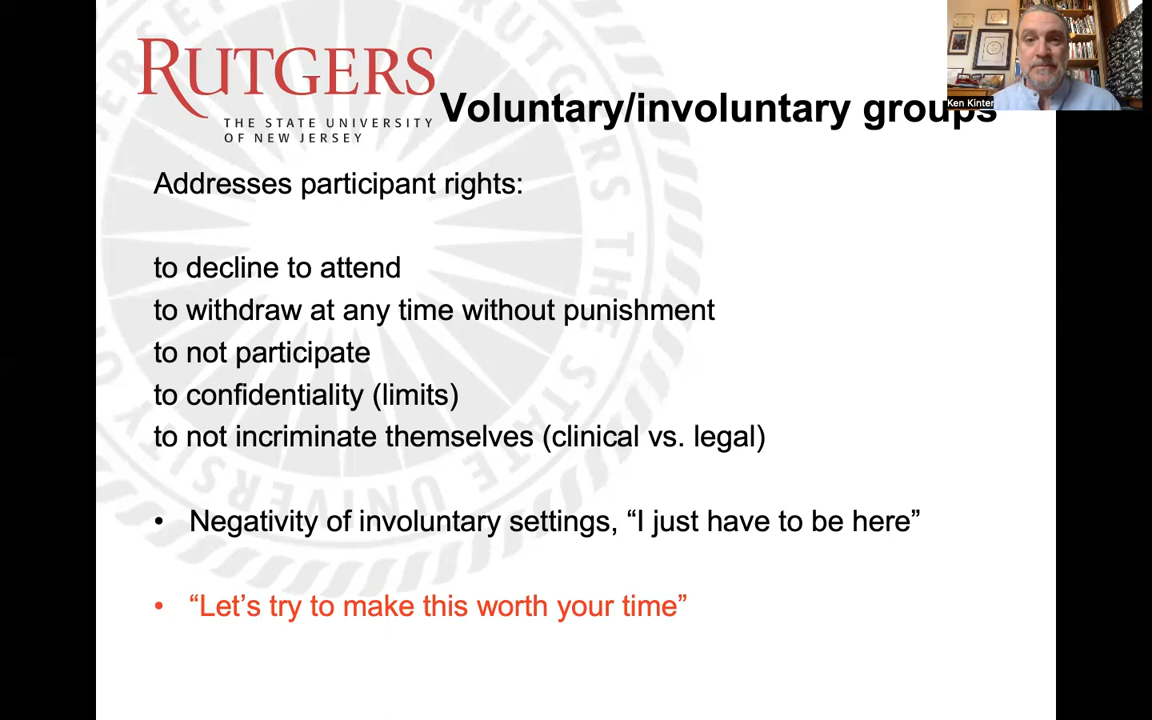 RUTGERS
THE STATE UNIVERSITY
OF NEW JERSEY
Voluntary/involuntary groups
Ken Kinter
Addresses participant rights:
to decline to attend
to withdraw at any time without punishment
to not participate
to confidentiality (limits)
to not incriminate themselves (clinical vs. legal)
• Negativity of involuntary settings, “I just have to be here”
• “Let’s try to make this worth your time”